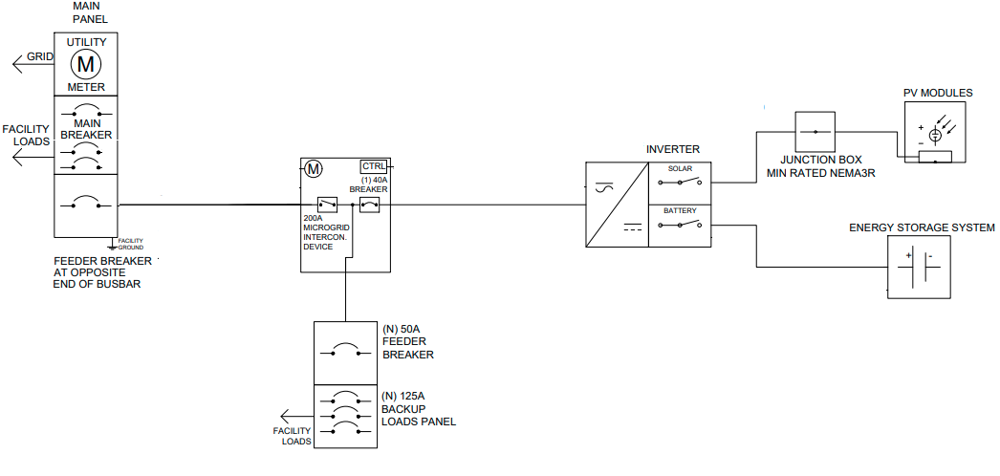 MAIN
PANEL
UTILITY
M
METER
GRID
MAIN
BREAKER
FACILITY
LOADS
FACILITY
GROUND
FEEDER BREAKER
AT OPPOSITE
END OF BUSBAR
M
CTRL
(1) 40A
BREAKER
200A
MICROGRID
INTERCON.
DEVICE
(N) 50A
FEEDER
BREAKER
(N) 125A
BACKUP
LOADS PANEL
FACILITY
LOADS
INVERTER
SOLAR
BATTERY
JUNCTION BOX
MIN RATED NEMA3R
PV MODULES
+
-
ENERGY STORAGE SYSTEM
+ -